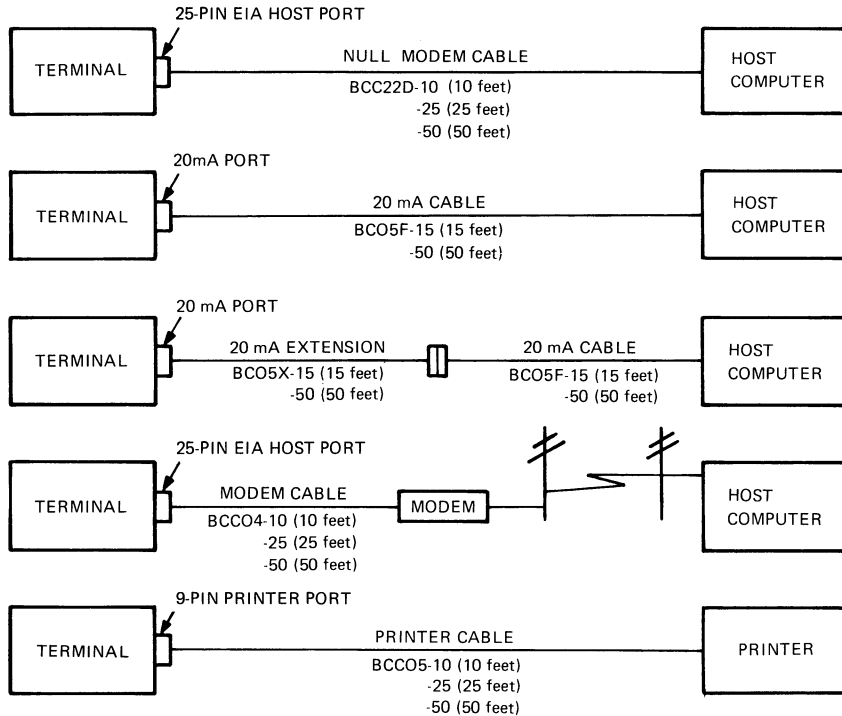 25-PIN EIA HOST PORT
TERMINAL
NULL MODEM CABLE
BCC22D-10 (10 feet)
-25 (25 feet)
-50 (50 feet)
HOST
COMPUTER
20mA PORT
TERMINAL
20 mA CABLE
BCO5F-15 (15 feet)
-50 (50 feet)
HOST
COMPUTER
20 mA PORT
TERMINAL
20 mA EXTENSION
BCO5X-15 (15 feet)
-50 (50 feet)
20 mA CABLE
BCO5F-15 (15 feet)
-50 (50 feet)
HOST
COMPUTER
25-PIN EIA HOST PORT
TERMINAL
MODEM CABLE
BCCO4-10 (10 feet)
-25 (25 feet)
-50 (50 feet)
MODEM
HOST
COMPUTER
9-PIN PRINTER PORT
TERMINAL
PRINTER CABLE
BCCO5-10 (10 feet)
-25 (25 feet)
-50 (50 feet)
PRINTER